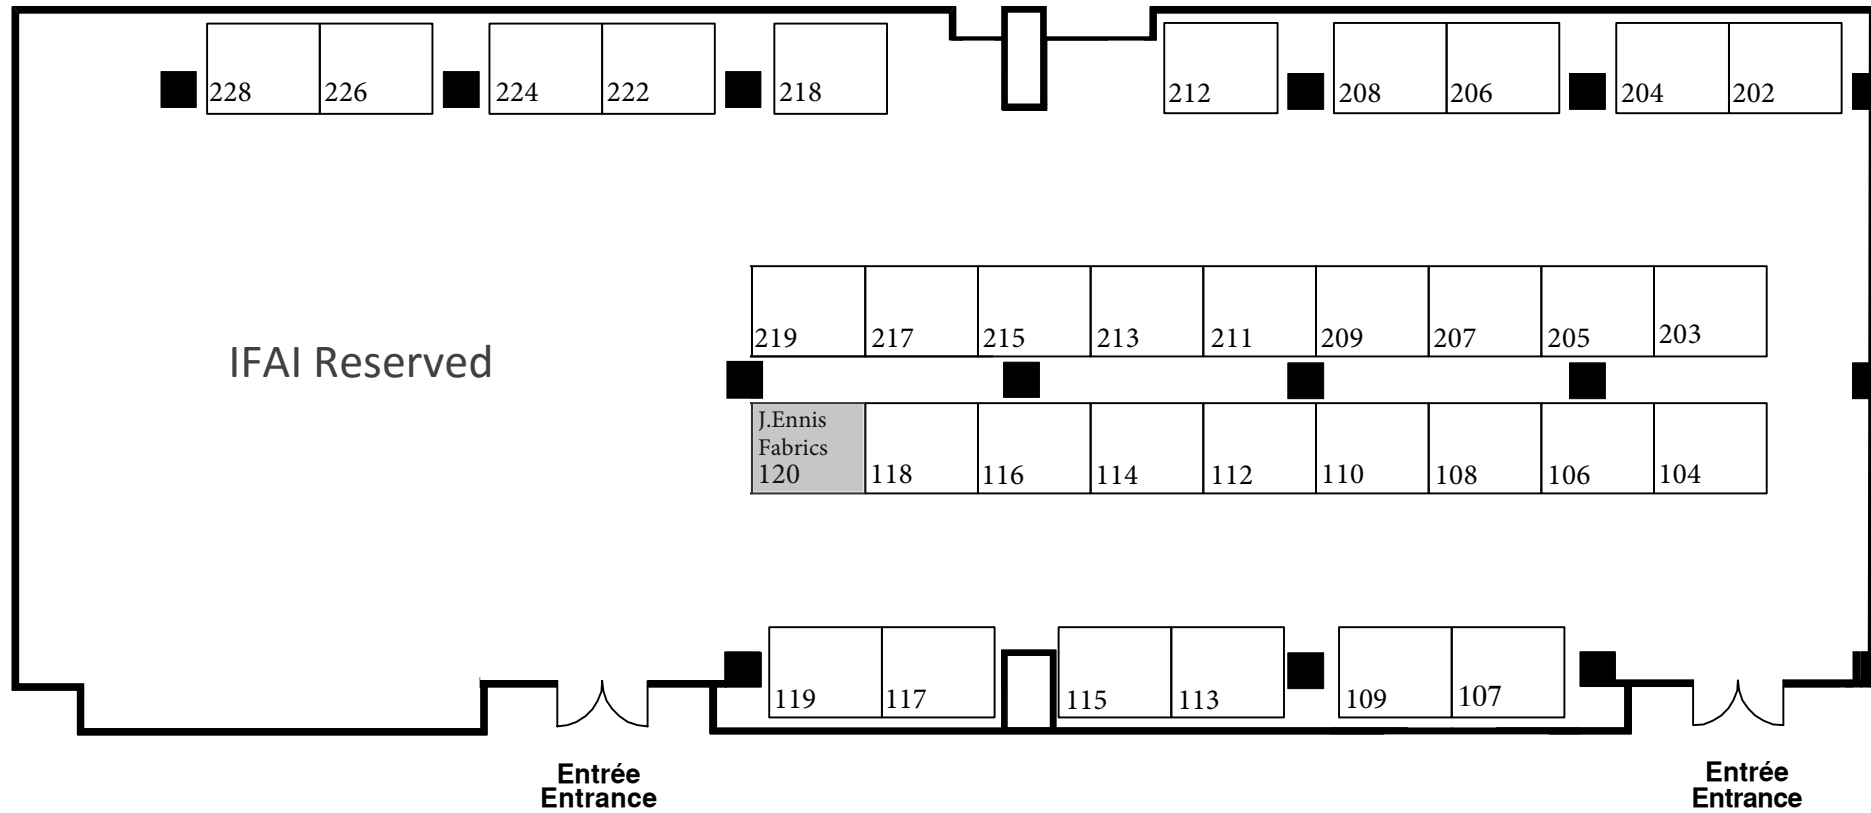 228 226 224 222 218 212 208 206 204 202
219 217 215 213 211 209 207 205 203
IFAI Reserved
J.Ennis
Fabrics
120 118 116 114 112 110 108 106 104
119 117 115 113 109 107
Entrée
Entrance
Entrée
Entrance